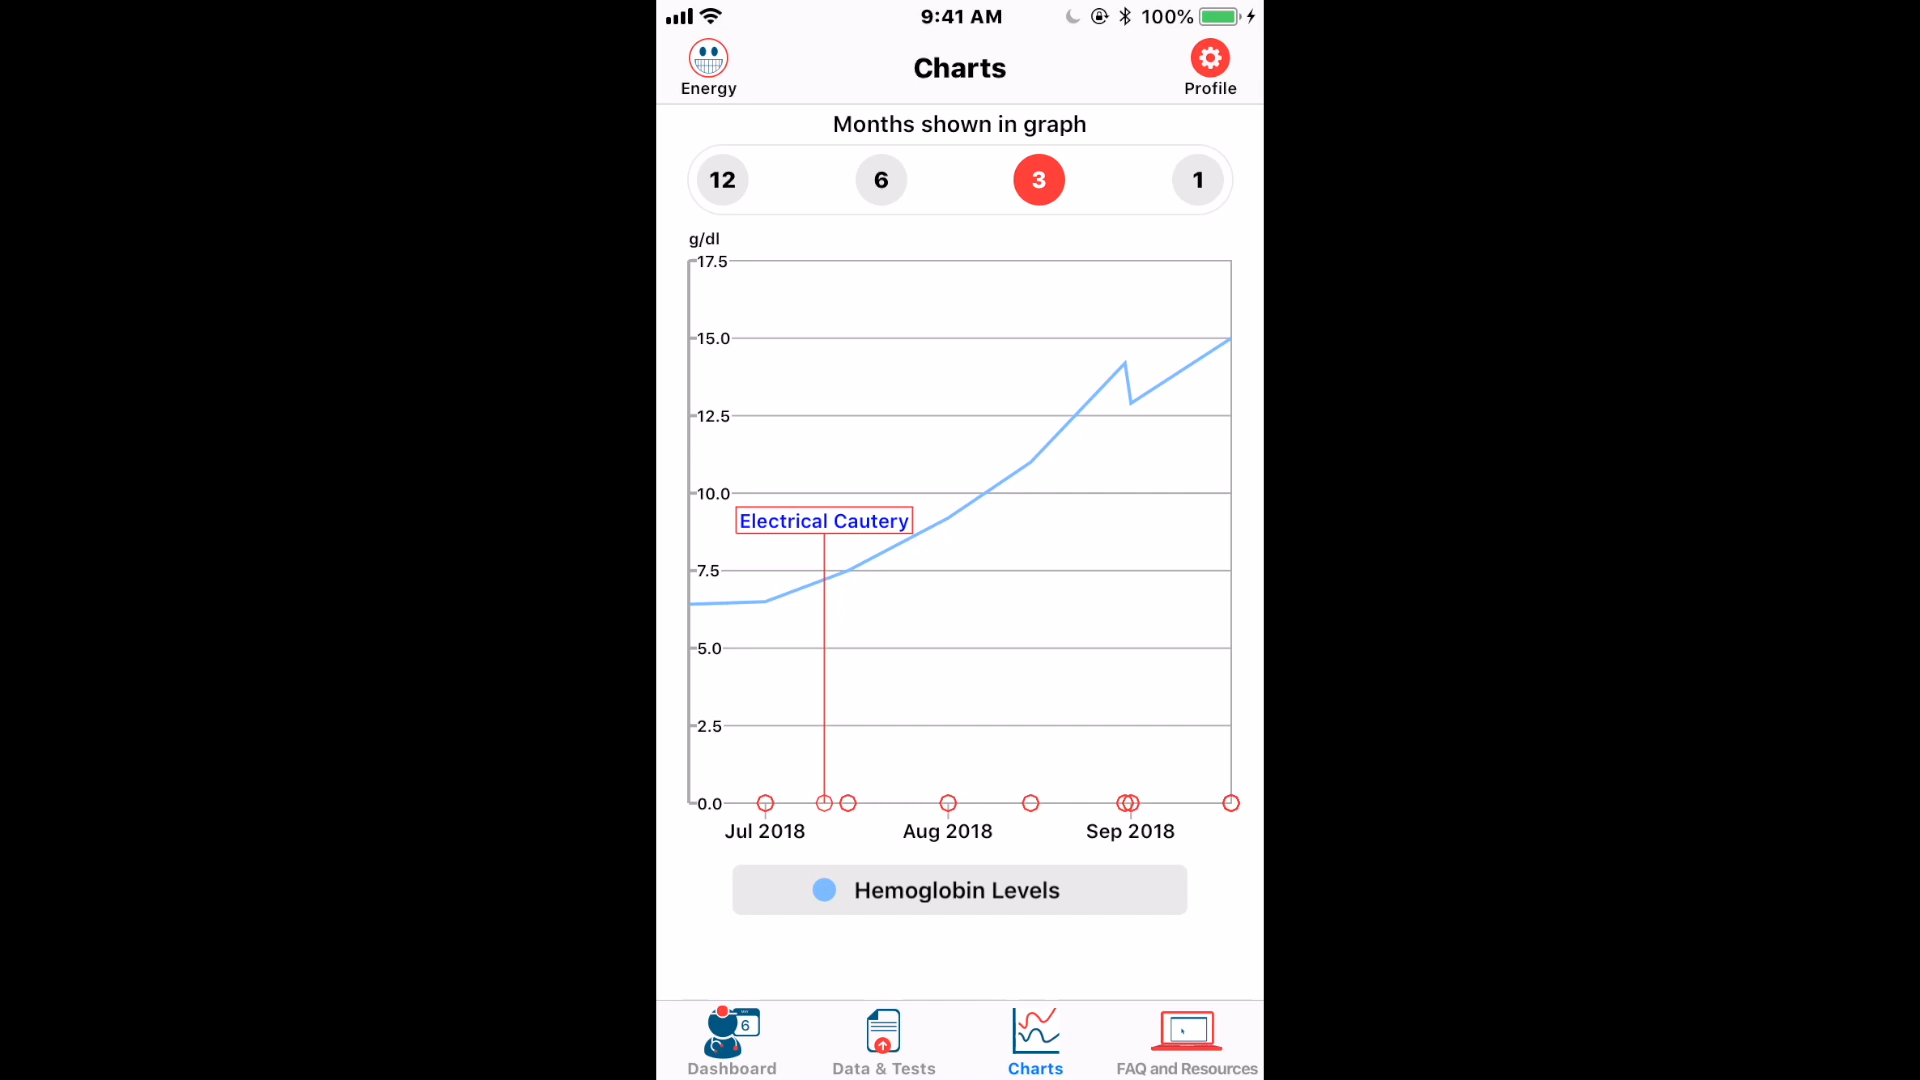 9:41 AM
100%
Energy
Charts
Profile
Months shown in graph
12 6 3 1
g/dl
17.5
15.0
12.5
10.0
Electrical Cautery
7.5
5.0
2.5
0.0
Jul 2018 Aug 2018 Sep 2018
Hemoglobin Levels
6
Dashboard Data & Tests Charts FAQ and Resources